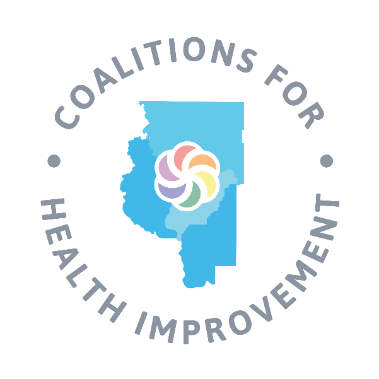 COALITIONS FOR
HEALTH IMPROVEMENT